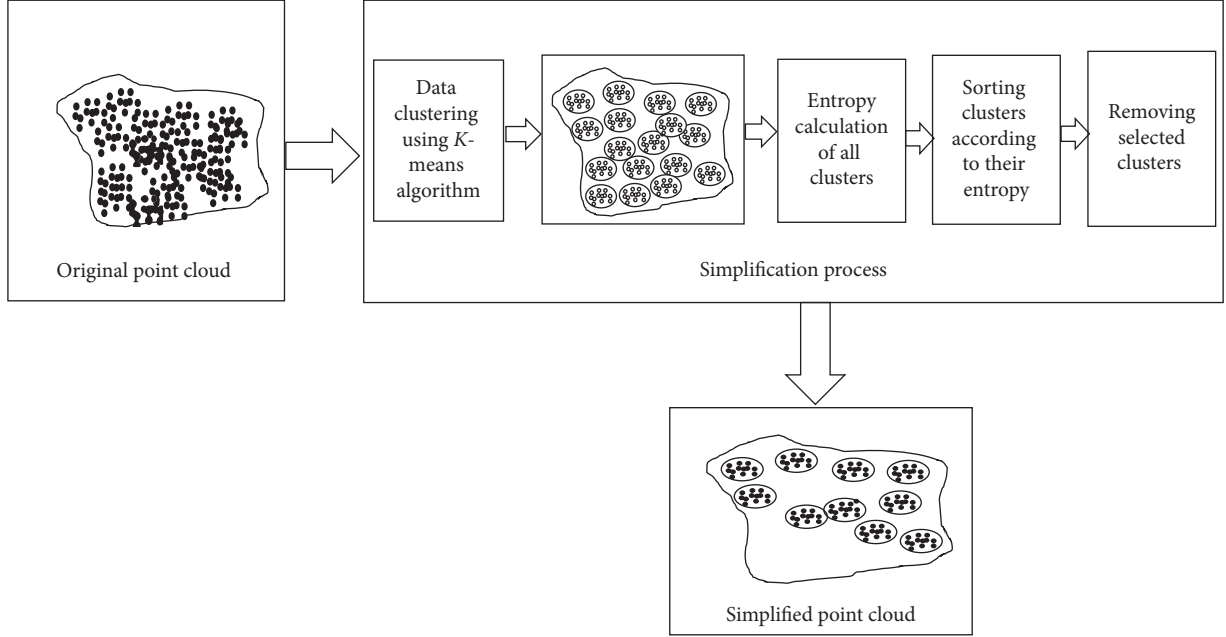 Original point cloud
Data
clustering
using K-
means
algorithm
Entropy
calculation
of all
clusters
Sorting
clusters
according
to their
entropy
Removing
selected
clusters
Simplification process
Simplified point cloud